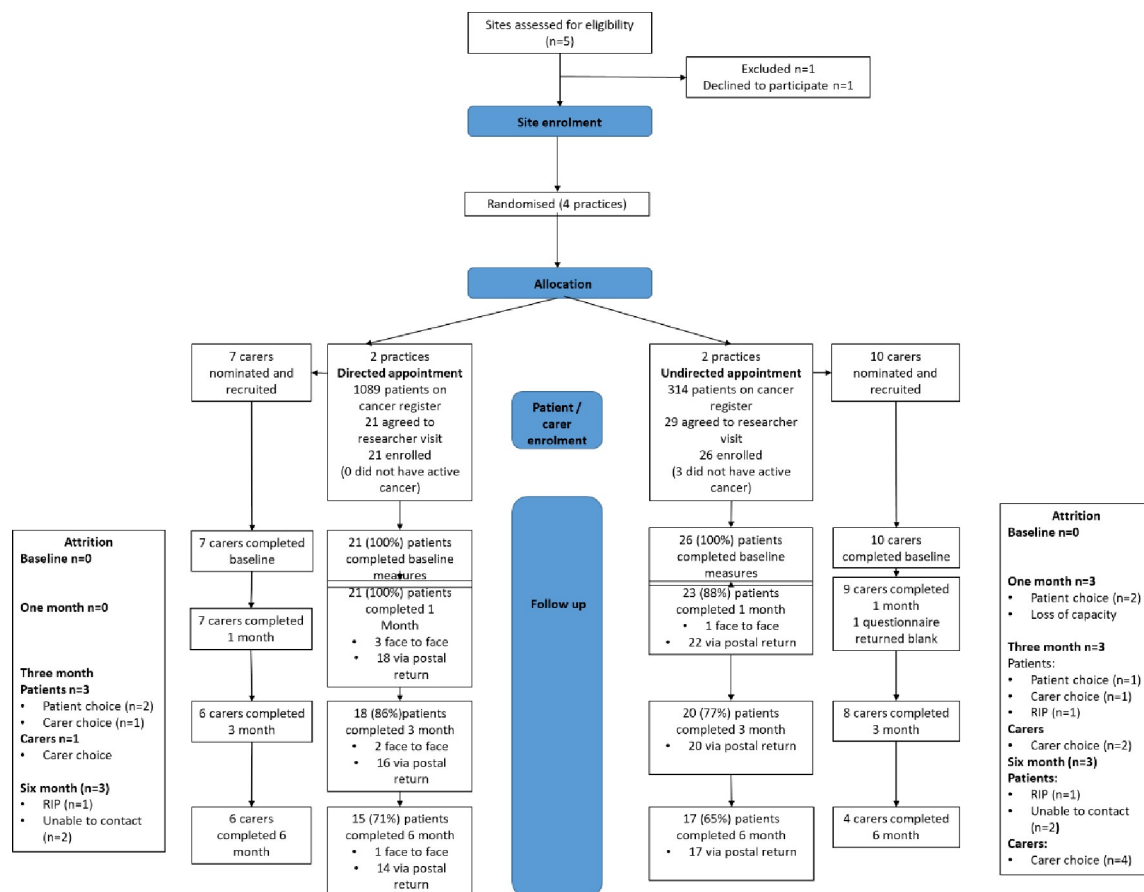 Sites assessed for eligibility
(n=5)
Excluded n=1
Declined to participate n=1
Site enrolment
Randomised (4 practices)
Allocation
7 carers
nominated and
recruited
2 practices
Directed appointment
1089 patients on
cancer register
21 agreed to
researcher visit
21 enrolled
(0 did not have active
cancer)
Patient /
carer
enrolment
2 practices
Undirected appointment
314 patients on cancer
register
29 agreed to researcher
visit
26 enrolled
(3 did not have active
cancer)
10 carers
nominated and
recruited
Attrition
Baseline n=0
One month n=0
Three month
Patients n=3
• Patient choice (n=2)
• Carer choice (n=1)
Carers n=1
• Carer choice
Six month (n=3)
• RIP (n=1)
• Unable to contact
(n=2)
7 carers completed
baseline
7 carers completed
1 month
6 carers completed
3 month
6 carers
completed 6
month
21 (100%) patients
completed baseline
measures
21 (100%) patients
completed 1
Month
• 3 face to face
• 18 via postal
return
18 (86%)patients
completed 3 month
• 2 face to face
• 16 via postal
return
15 (71%) patients
completed 6 month
• 1 face to face
• 14 via postal
return
Follow up
26 (100%) patients
completed baseline
measures
23 (88%) patients
completed 1 month
• 1 face to face
• 22 via postal return
20 (77%) patients
completed 3 month
• 20 via postal return
17 (65%) patients
completed 6 month
• 17 via postal return
10 carers
completed baseline
9 carers completed
1 month
1 questionnaire
returned blank
8 carers completed
3 month
4 carers completed
6 month
Attrition
Baseline n=0
One month n=3
• Patient choice (n=2)
• Loss of capacity
Three month n=3
Patients:
• Patient choice (n=1)
• Carer choice (n=1)
• RIP (n=1)
Carers
• Carer choice (n=2)
Six month (n=3)
Patients:
• RIP (n=1)
• Unable to contact
(n=2)
Carers:
• Carer choice (n=4)